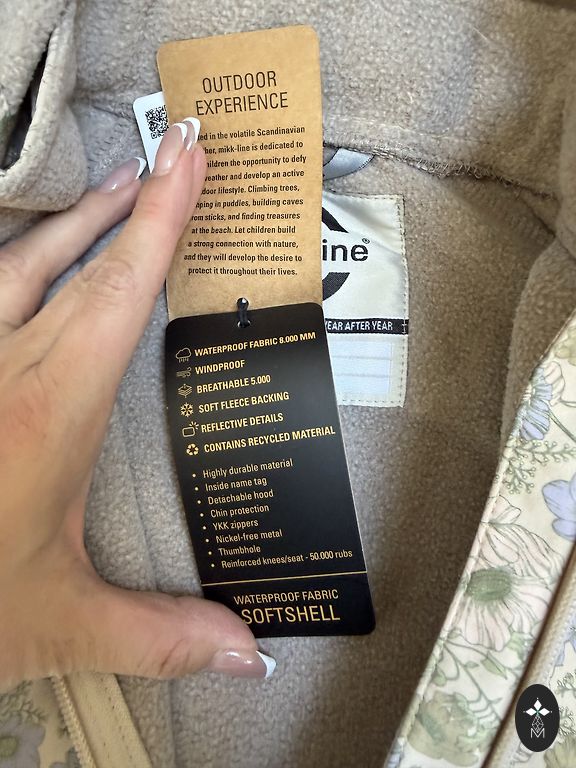 OUTDOOR
EXPERIENCE
in the volatile Scandinavian
mikk-line is dedicated to
children the opportunity to defy
weather and develop an active
lifestyle. Climbing trees,
in puddles, building caves
from sticks, and finding treasures
at the beach. Let children build
a strong connection with nature,
and they will develop the desire to
protect it throughout their lives.
ine®
YEAR AFTER YEAR
WATERPROOF FABRIC 8.000 MM
WINDPROOF
BREATHABLE 5.000
SOFT FLEECE BACKING
REFLECTIVE DETAILS
CONTAINS RECYCLED MATERIAL
• Highly durable material
• Inside name tag
• Detachable hood
• Chin protection
• YKK zippers
• Nickel-free metal
• Thumbhole
• Reinforced knees/seat - 50.000 rubs
WATERPROOF FABRIC
SOFTSHELL
M